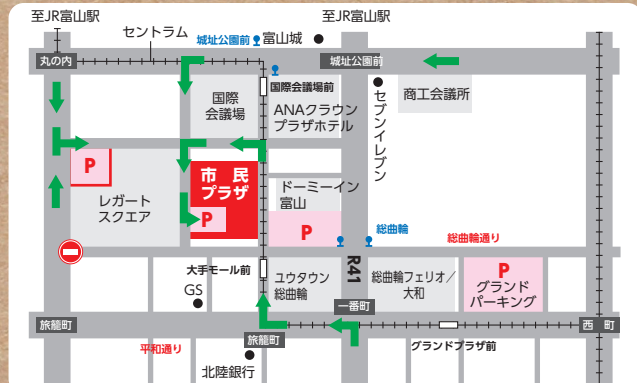 至JR富山駅
至JR富山駅
セントラム
城址公園前
富山城
丸の内
城址公園前
国際会議場前
国際
会議場
ANAクラウン
プラザホテル
セブンイレブン
商工会議所
P
レガート
スクエア
市民
プラザ
P
ドーミーイン
富山
P
総曲輪
総曲輪通り
大手モール前
GS
ユウタウン
総曲輪
R41
総曲輪フェリオ/
大和
P
グランド
パーキング
一番町
旅籠町
旅籠町
西町
平和通り
グランドプラザ前
北陸銀行